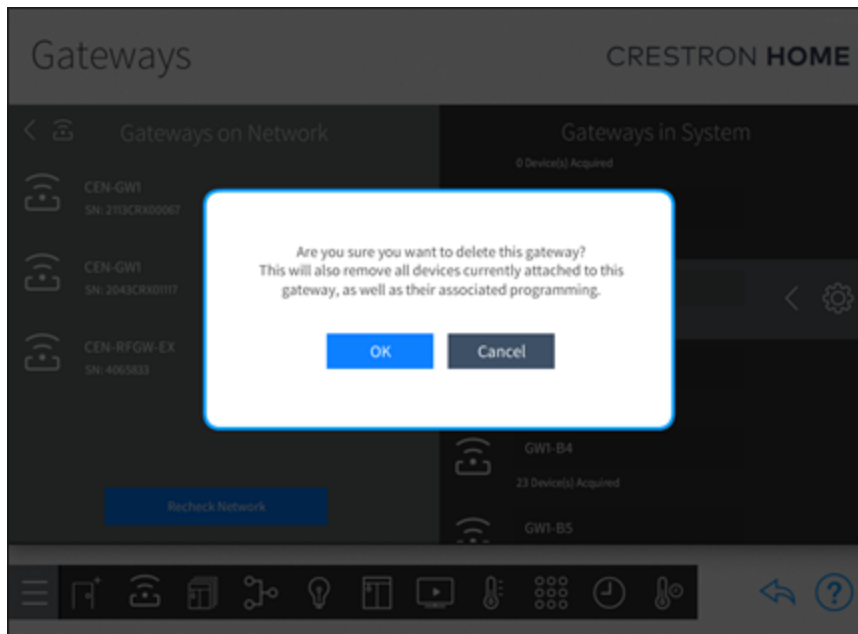 Gateways
CRESTRON HOME
Gateways on Network
Gateways in System
0 Device(s) Acquired
CEN-GW1
SN: 2113CRX00067
CEN-GW1
SN: 2043CRX01117
CEN-RFGW-EX
SN: 4065833
Recheck Network
Are you sure you want to delete this gateway?
This will also remove all devices currently attached to this
gateway, as well as their associated programming.
OK
Cancel
GW1-B4
23 Device(s) Acquired
GW1-B5
?